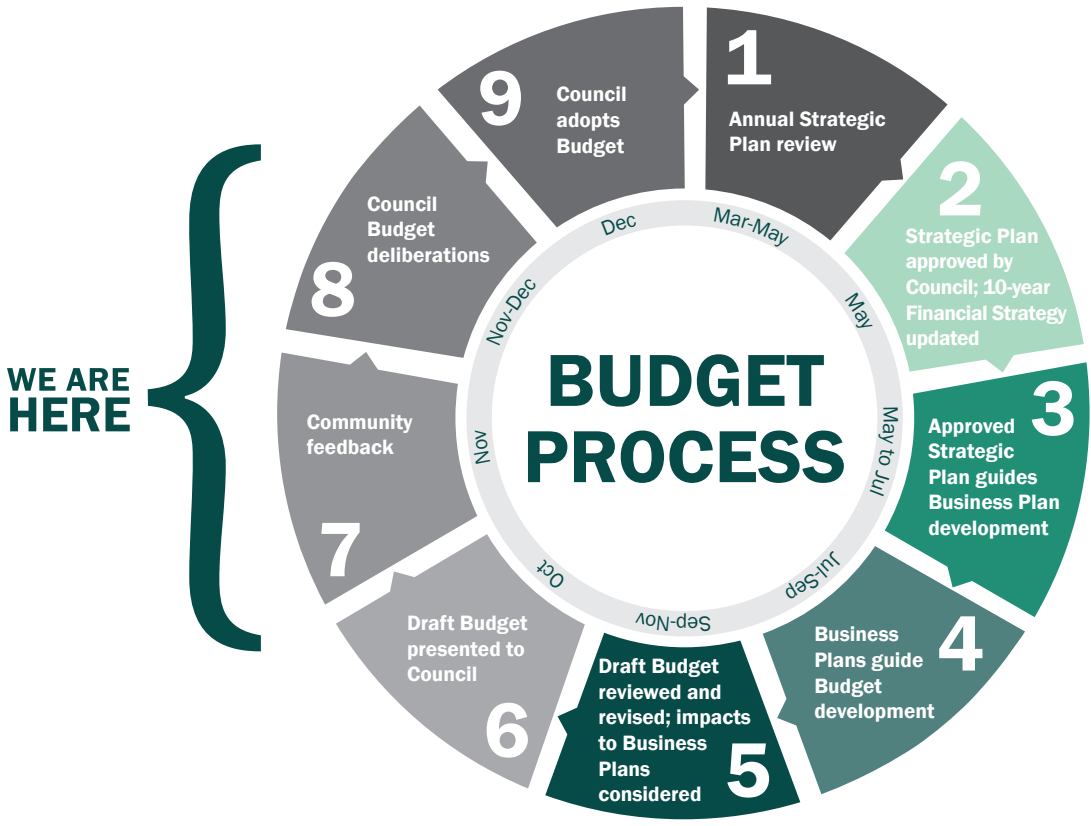 1
Annual Strategic
Plan review
2
Strategic Plan
approved by
Council; 10-year
Financial Strategy
updated
3
Approved
Strategic
Plan guides
Business Plan
development
4
Business
Plans guide
Budget
development
5
Draft Budget
reviewed and
revised; impacts
to Business
Plans
considered
6
Draft Budget
presented to
Council
7
Community
feedback
8
Council
Budget
deliberations
9
Council
adopts
Budget
Mar-May
May
May to Jul
Jul-Sep
Sep-Nov
Oct
Nov
Nov-Dec
Dec
BUDGET
PROCESS
WE ARE
HERE